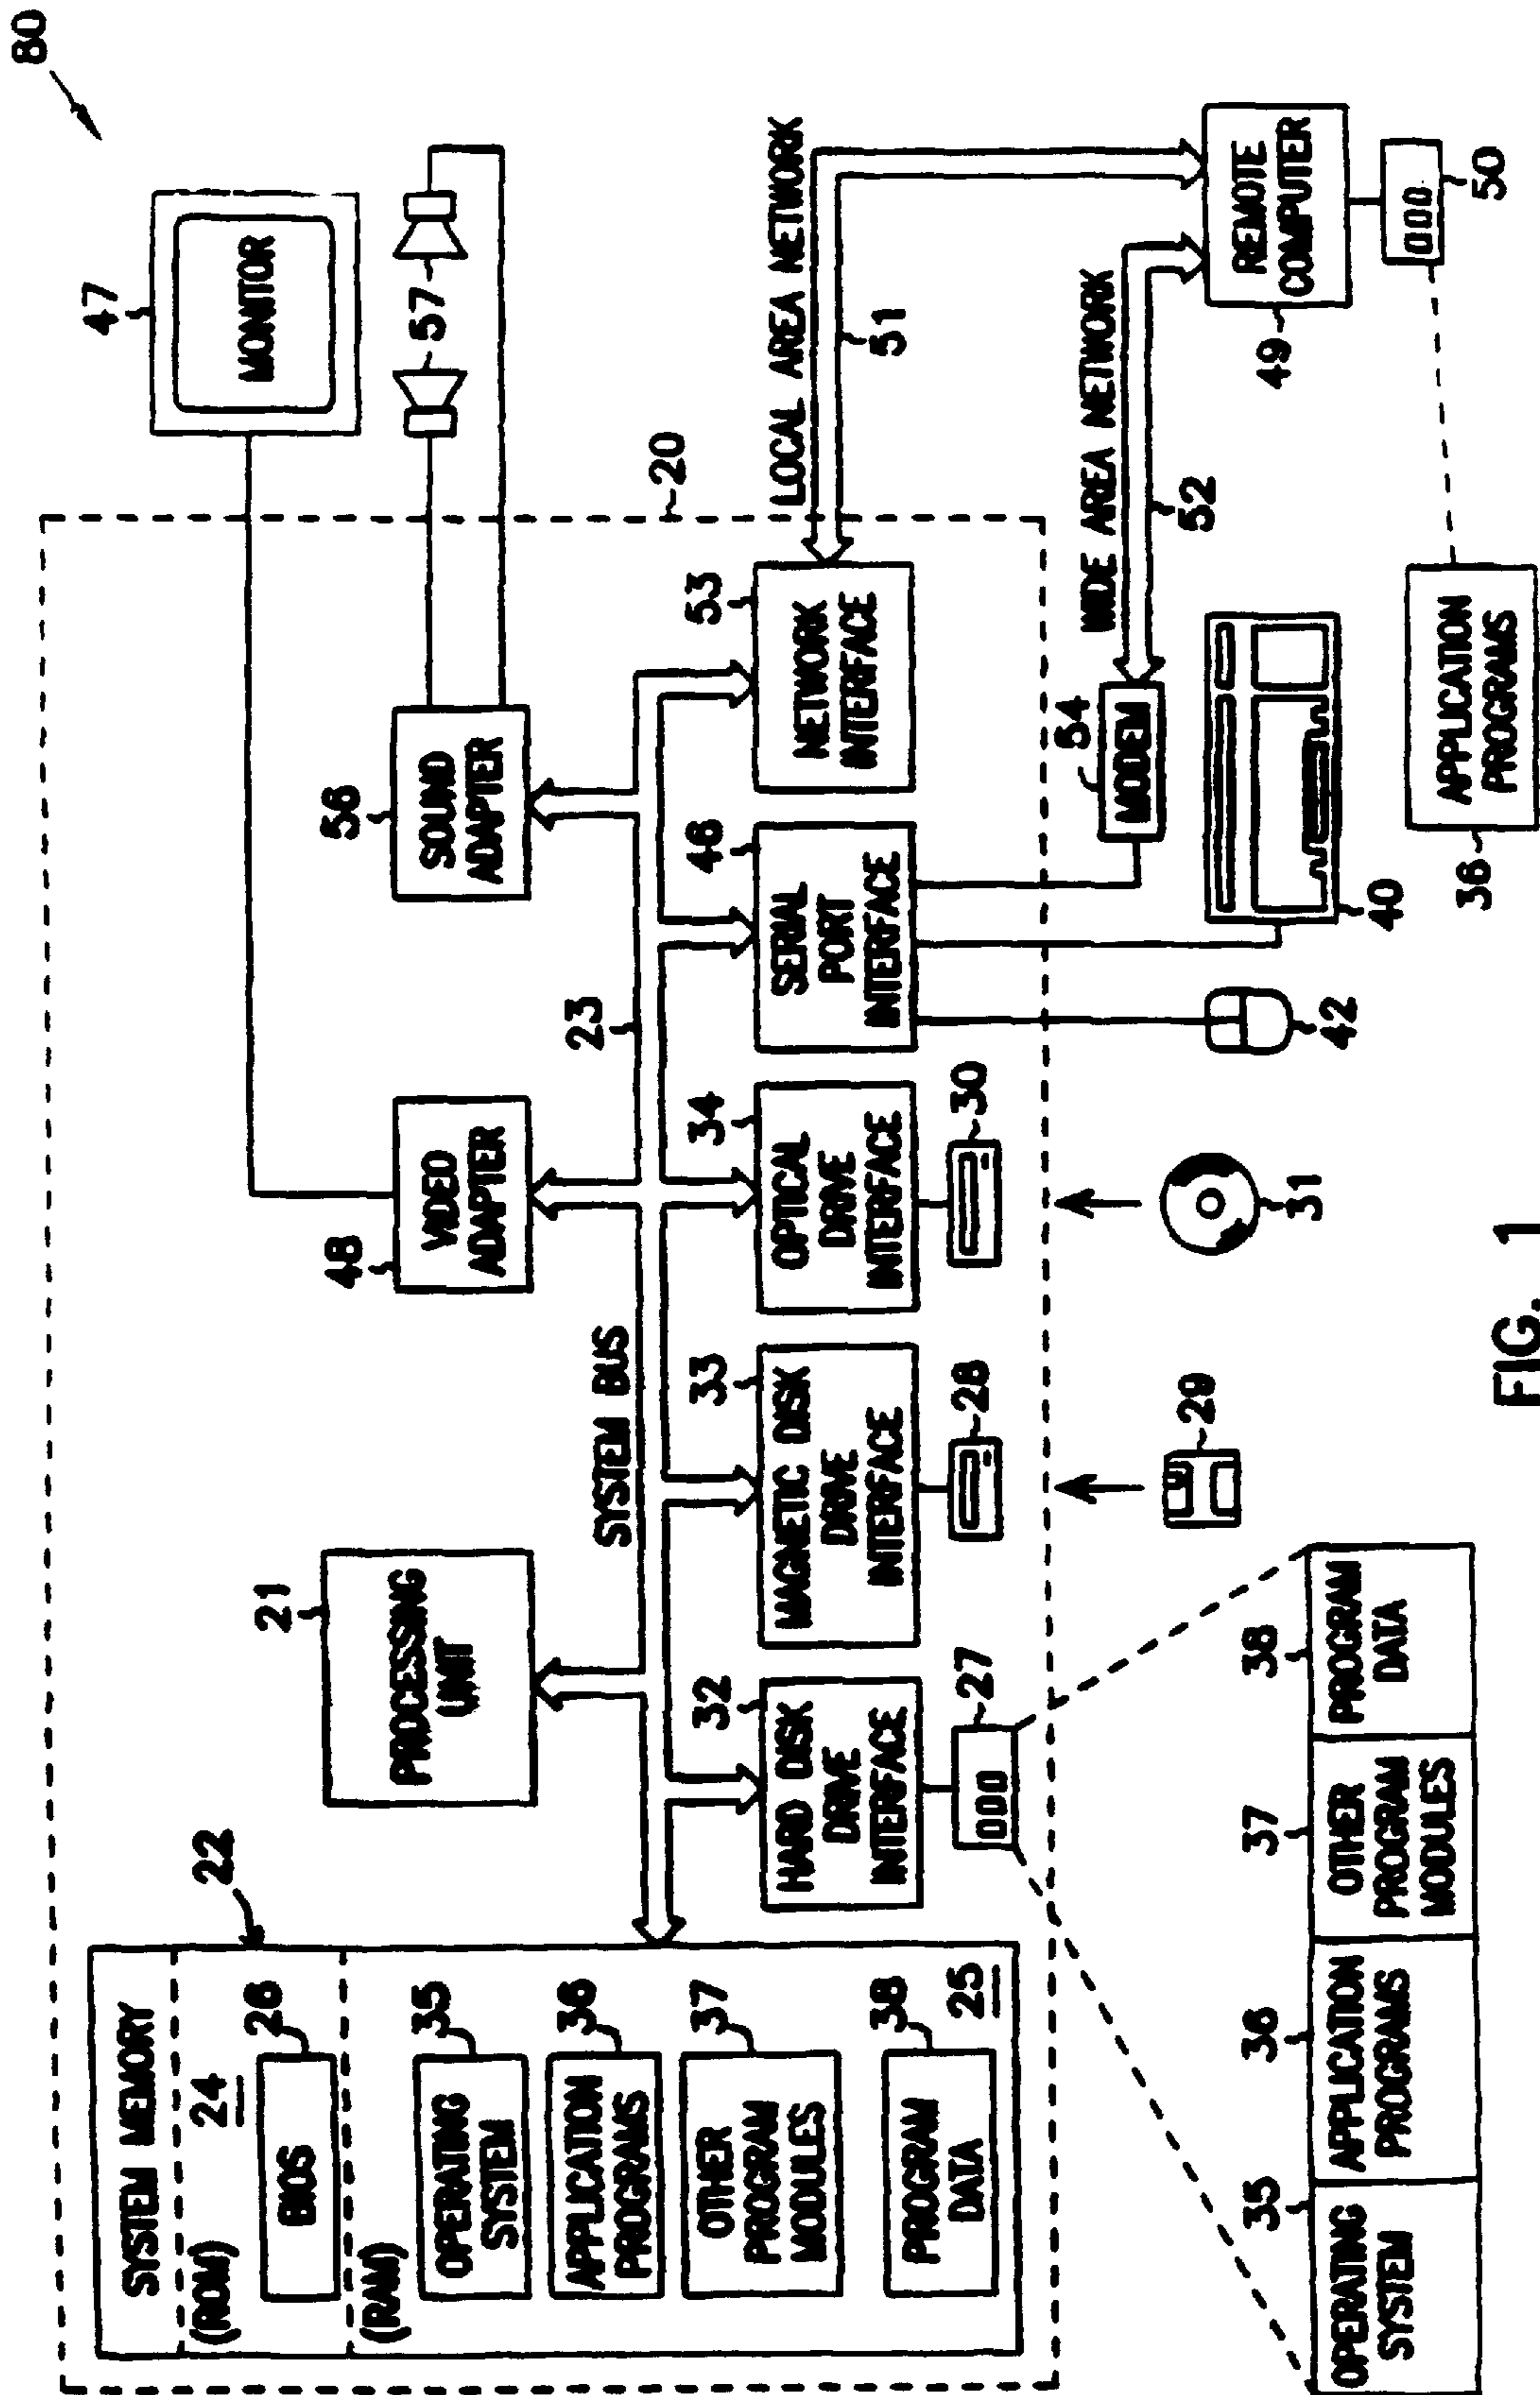 80
47
MONITOR
57
20
SYSTEM MEMORY
22
(ROM)
24
26
BIOS
(RAM)
35
OPERATING
SYSTEM
36
APPLICATION
PROGRAMS
37
OTHER
PROGRAM
MODULES
38
PROGRAM
DATA
25
21
PROCESSING
UNIT
48
VIDEO
ADAPTER
56
SOUND
ADAPTER
SYSTEM BUS
23
32
HARD DISK
DRIVE
INTERFACE
33
MAGNETIC DISK
DRIVE
INTERFACE
34
OPTICAL
DRIVE
INTERFACE
46
SERIAL
PORT
INTERFACE
53
NETWORK
INTERFACE
LOCAL AREA NETWORK
51
27
28
30
54
MODEM
WIDE AREA NETWORK
52
29
31
42
40
REMOTE
COMPUTER
49
50
35
OPERATING
SYSTEM
36
APPLICATION
PROGRAMS
37
OTHER
PROGRAM
MODULES
38
PROGRAM
DATA
36
APPLICATION
PROGRAMS
FIG. 1